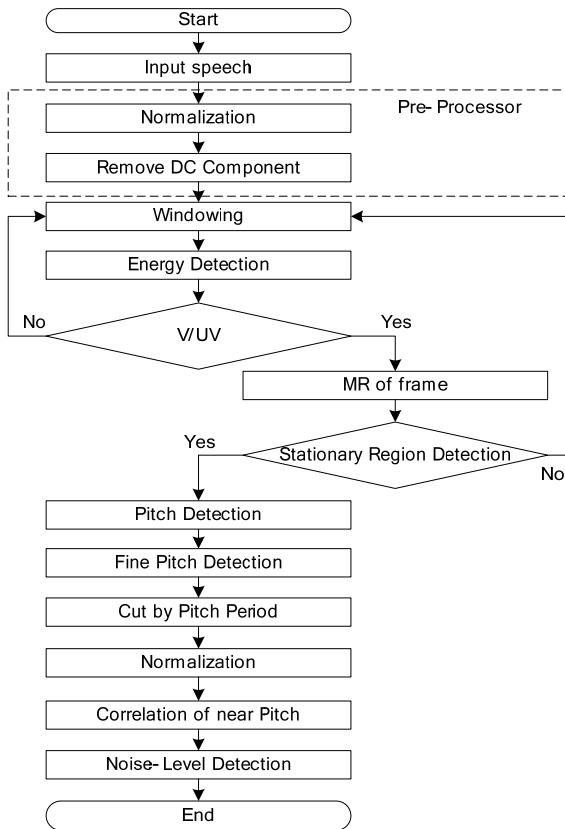 Start
Input speech
Pre- Processor
Normalization
Remove DC Component
Windowing
Energy Detection
No
V/UV
Yes
MR of frame
Yes
Stationary Region Detection
No
Pitch Detection
Fine Pitch Detection
Cut by Pitch Period
Normalization
Correlation of near Pitch
Noise- Level Detection
End